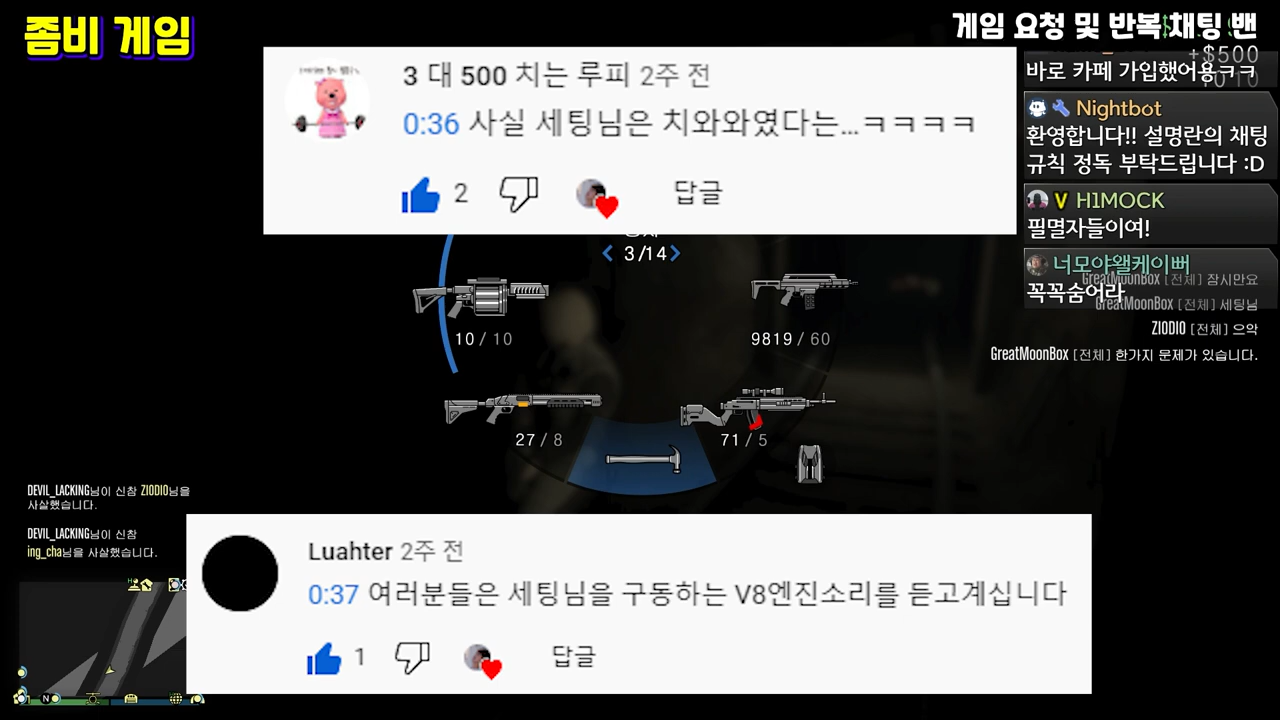 좀비 게임
게임 요청 및 반복 채팅 밴
+$500
바로 카페 가입했어용ㅋㅋ
Nightbot
환영합니다!! 설명란의 채팅
규칙 정독 부탁드립니다 :D
V H1MOCK
필멸자들이여!
너모야왤케이뻐
꼭꼭숨어라
GreatMoonBox [전체] 잠시만요
GreatMoonBox [전체] 세팅님
ZIODIO [전체] 으악
GreatMoonBox [전체] 한가지 문제가 있습니다.
3 대 500 치는 루피 2주 전
0:36 사실 세팅님은 치와와였다는...ㅋㅋㅋㅋ
2 답글
3/14
10 / 10
9819 / 60
27 / 8
71 / 5
DEVIL_LACKING님이 신참 ZIODIO님을
사살했습니다.
DEVIL_LACKING님이 신참
ing_cha님을 사살했습니다.
Luahter 2주 전
0:37 여러분들은 세팅님을 구동하는 V8엔진소리를 듣고계십니다
1 답글
N